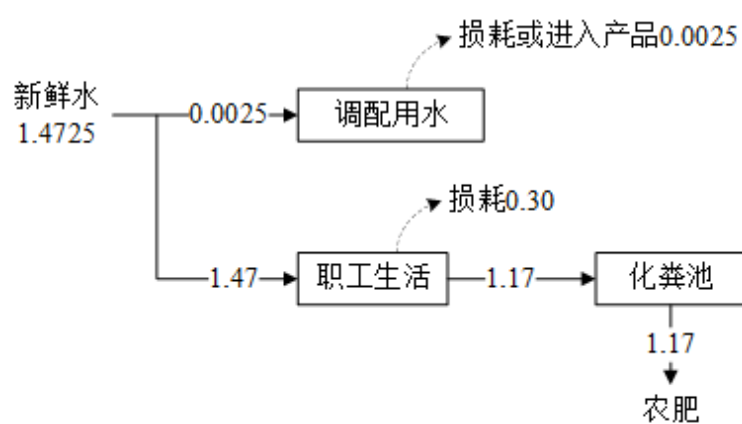 损耗或进入产品0.0025
新鲜水
1.4725
0.0025
调配用水
损耗0.30
1.47
职工生活
1.17
化粪池
1.17
农肥